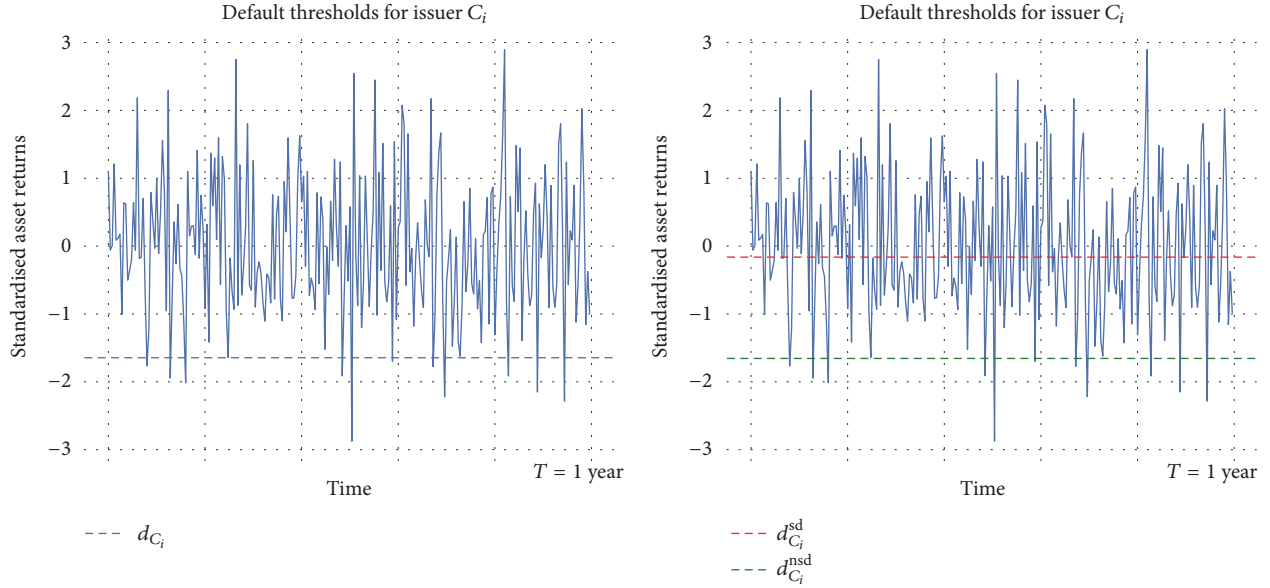 Default thresholds for issuer C_i
3
2
1
0
−1
−2
−3
Standardised asset returns
T = 1 year
Time
d_{C_i}
Default thresholds for issuer C_i
3
2
1
0
−1
−2
−3
Standardised asset returns
T = 1 year
Time
d_{C_i}^{sd}
d_{C_i}^{nsd}